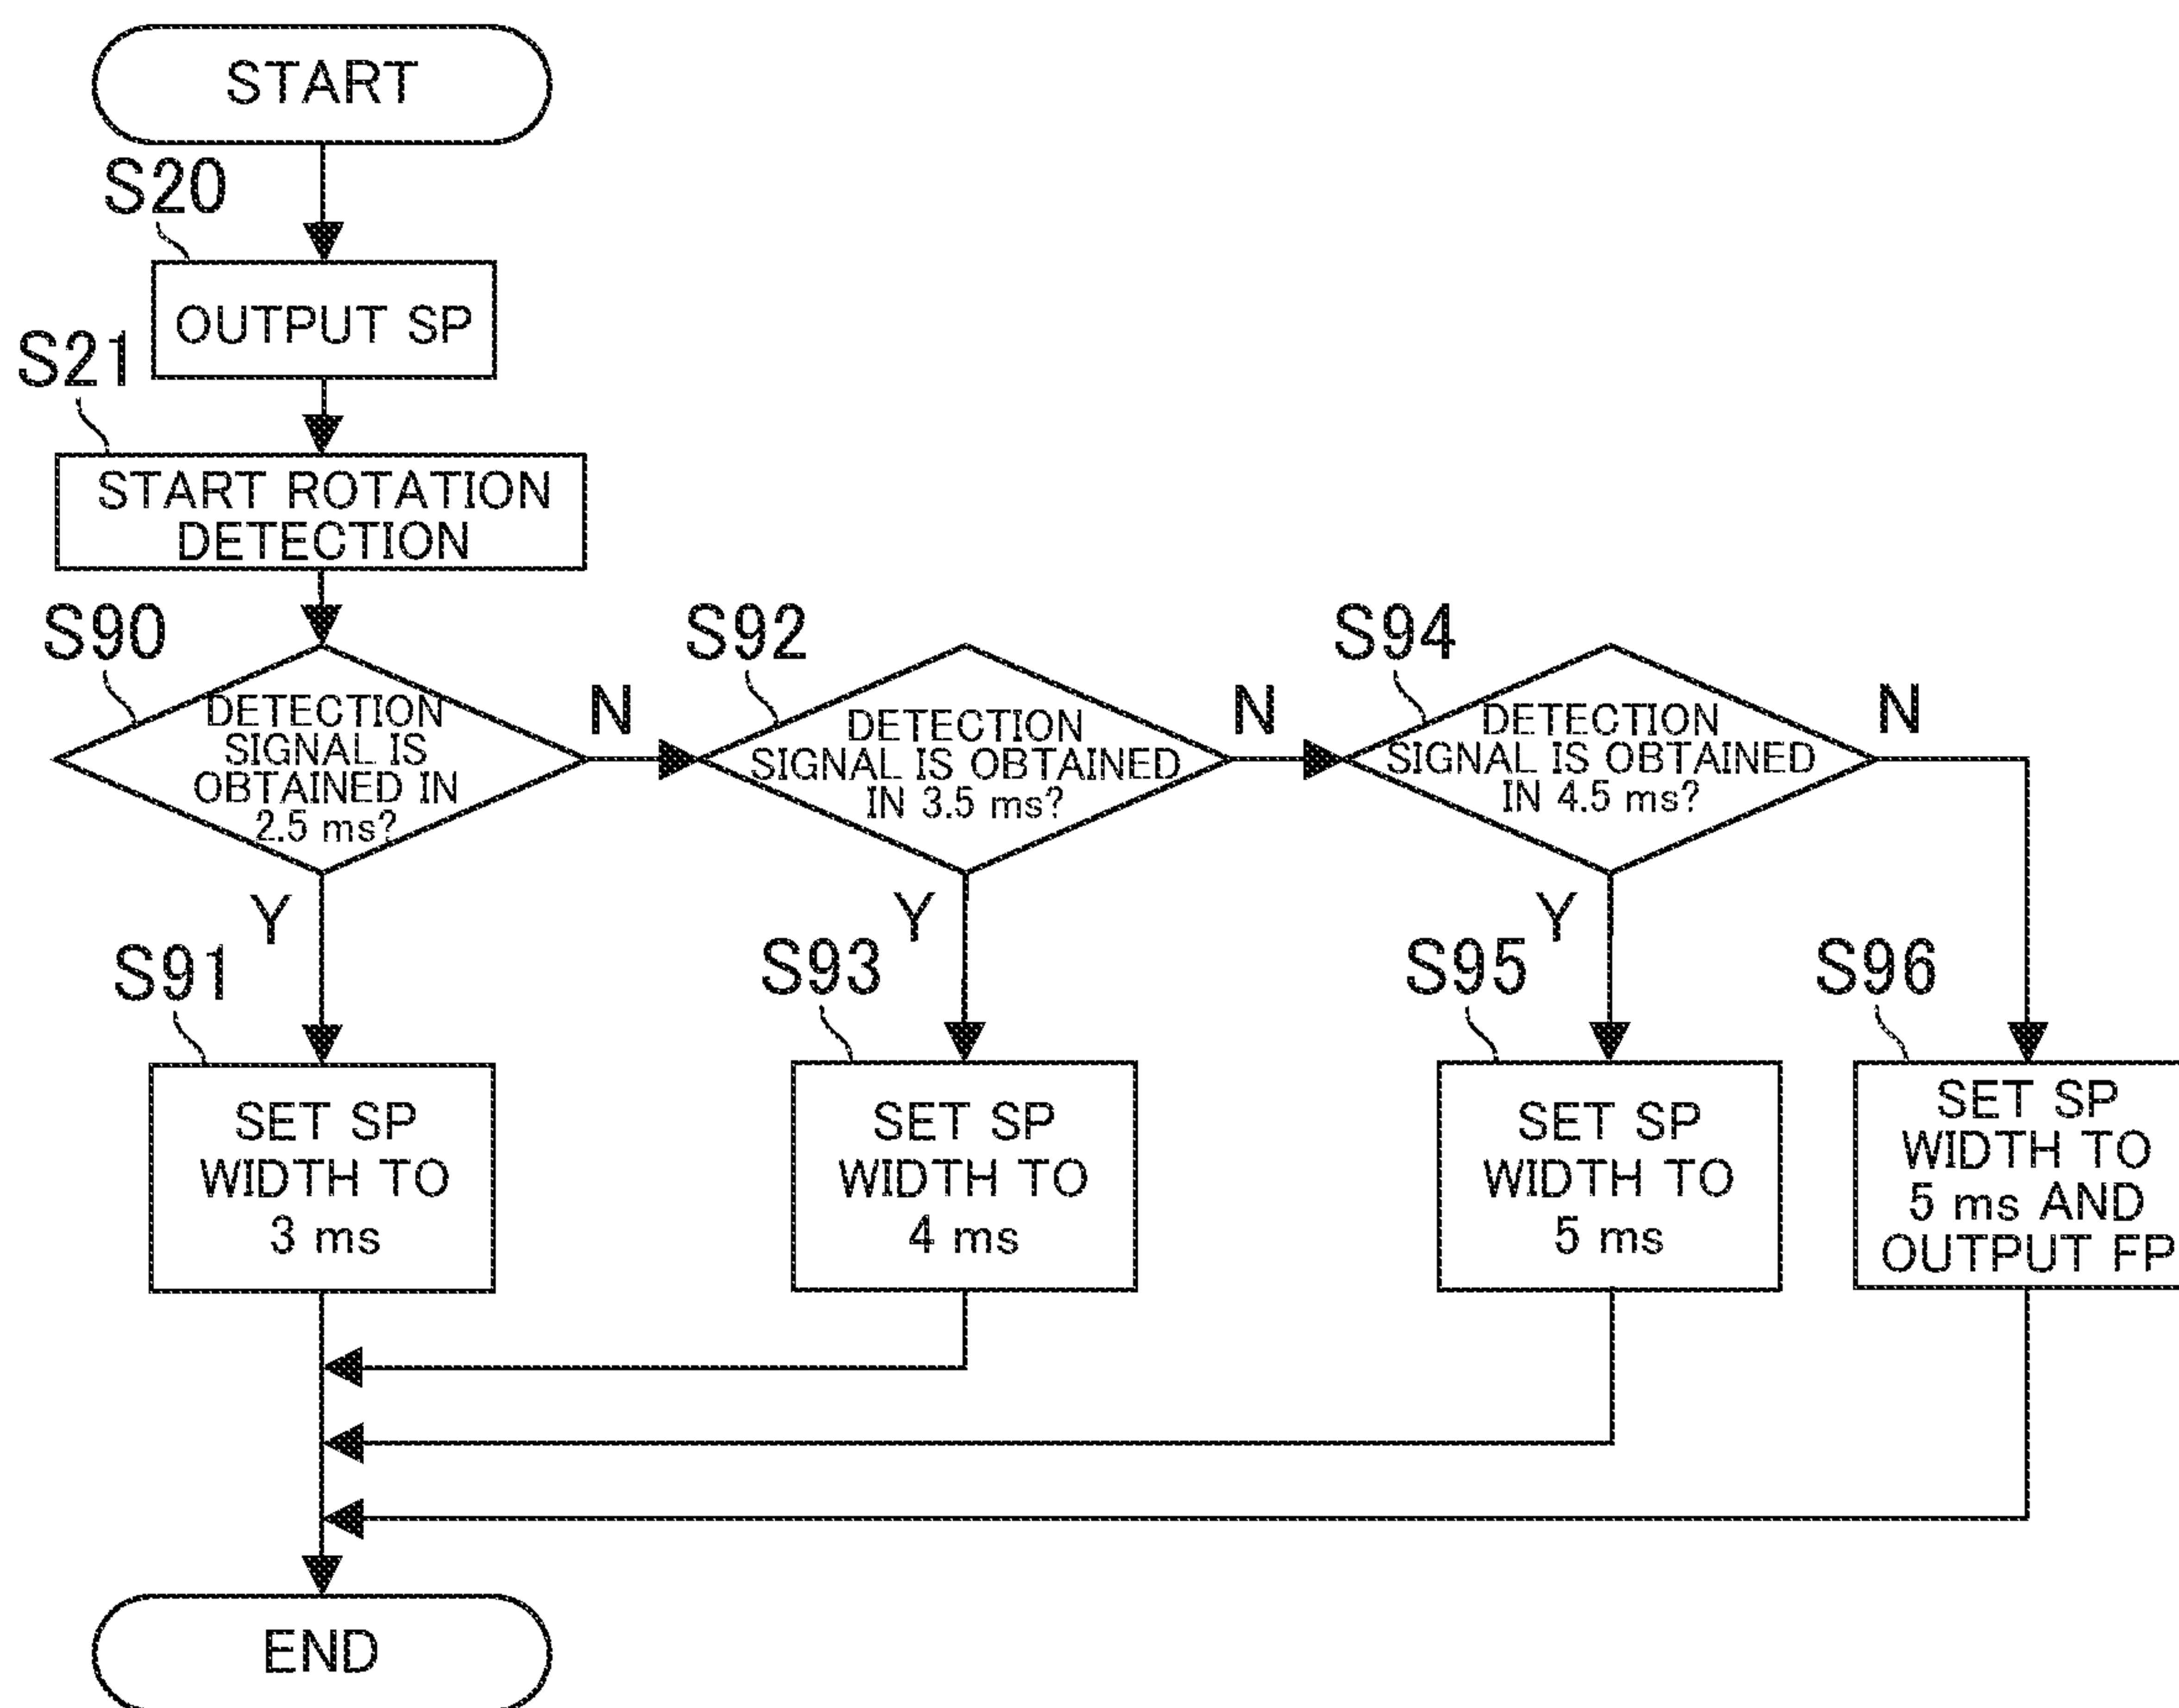 START
S20
OUTPUT SP
S21
START ROTATION
DETECTION
S90
DETECTION
SIGNAL IS
OBTAINED IN
2.5 ms?
N
Y
S92
DETECTION
SIGNAL IS OBTAINED
IN 3.5 ms?
N
Y
S94
DETECTION
SIGNAL IS OBTAINED
IN 4.5 ms?
N
Y
S91
SET SP
WIDTH TO
3 ms
S93
SET SP
WIDTH TO
4 ms
S95
SET SP
WIDTH TO
5 ms
S96
SET SP
WIDTH TO
5 ms AND
OUTPUT FP
END